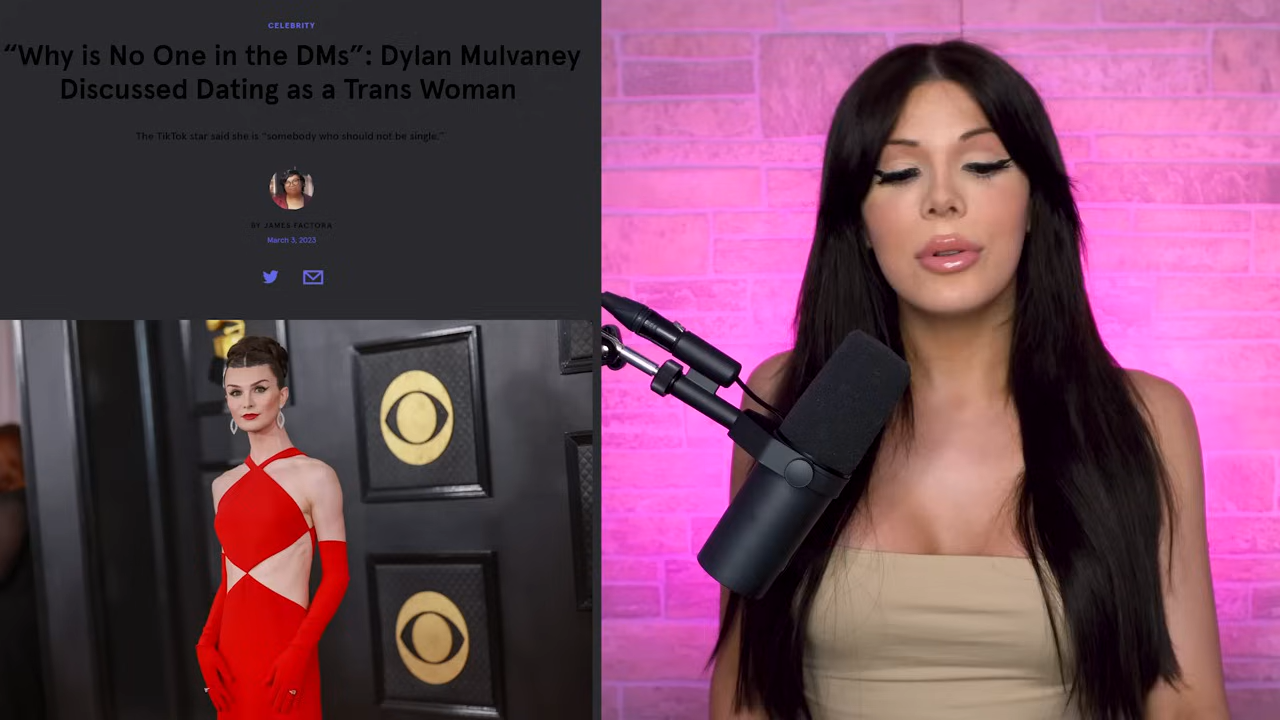 CELEBRITY
“Why is No One in the DMs”: Dylan Mulvaney
Discussed Dating as a Trans Woman
The TikTok star said she is “somebody who should not be single.”
BY JAMES FACTORA
March 3, 2023